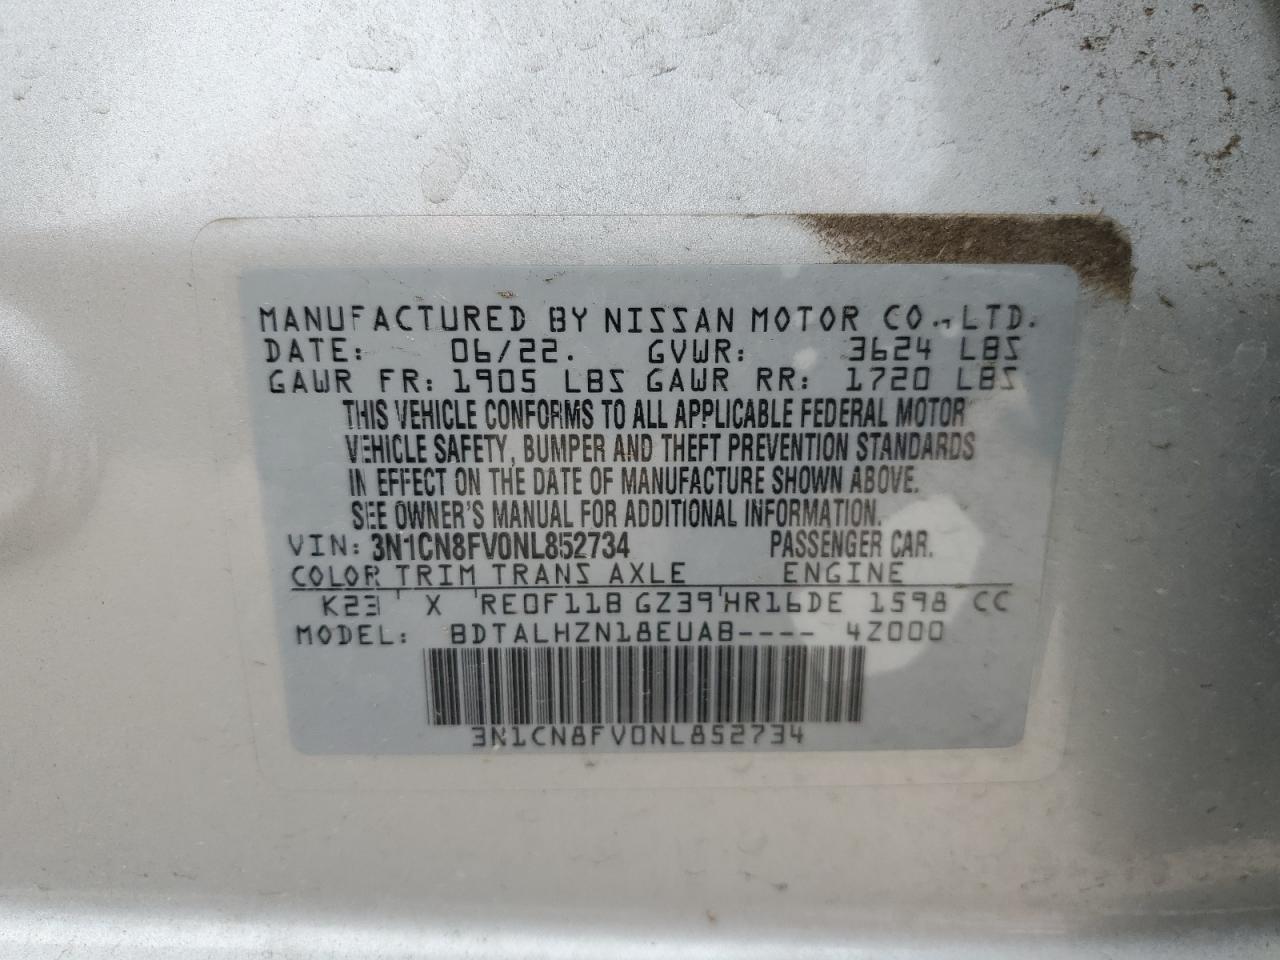 MANUFACTURED BY NISSAN MOTOR CO., LTD.
DATE: 06/22. GVWR: 3624 LBS
GAWR FR: 1905 LBS GAWR RR: 1720 LBS
THIS VEHICLE CONFORMS TO ALL APPLICABLE FEDERAL MOTOR
VEHICLE SAFETY, BUMPER AND THEFT PREVENTION STANDARDS
IN EFFECT ON THE DATE OF MANUFACTURE SHOWN ABOVE.
SEE OWNER'S MANUAL FOR ADDITIONAL INFORMATION.
VIN: 3N1CN8FV0NL852734 PASSENGER CAR.
COLOR TRIM TRANS AXLE ENGINE
K23 X RE0F11B GZ39 HR16DE 1598 CC
MODEL: BDTALHZN18EUAB---- 4Z000
3N1CN8FV0NL852734